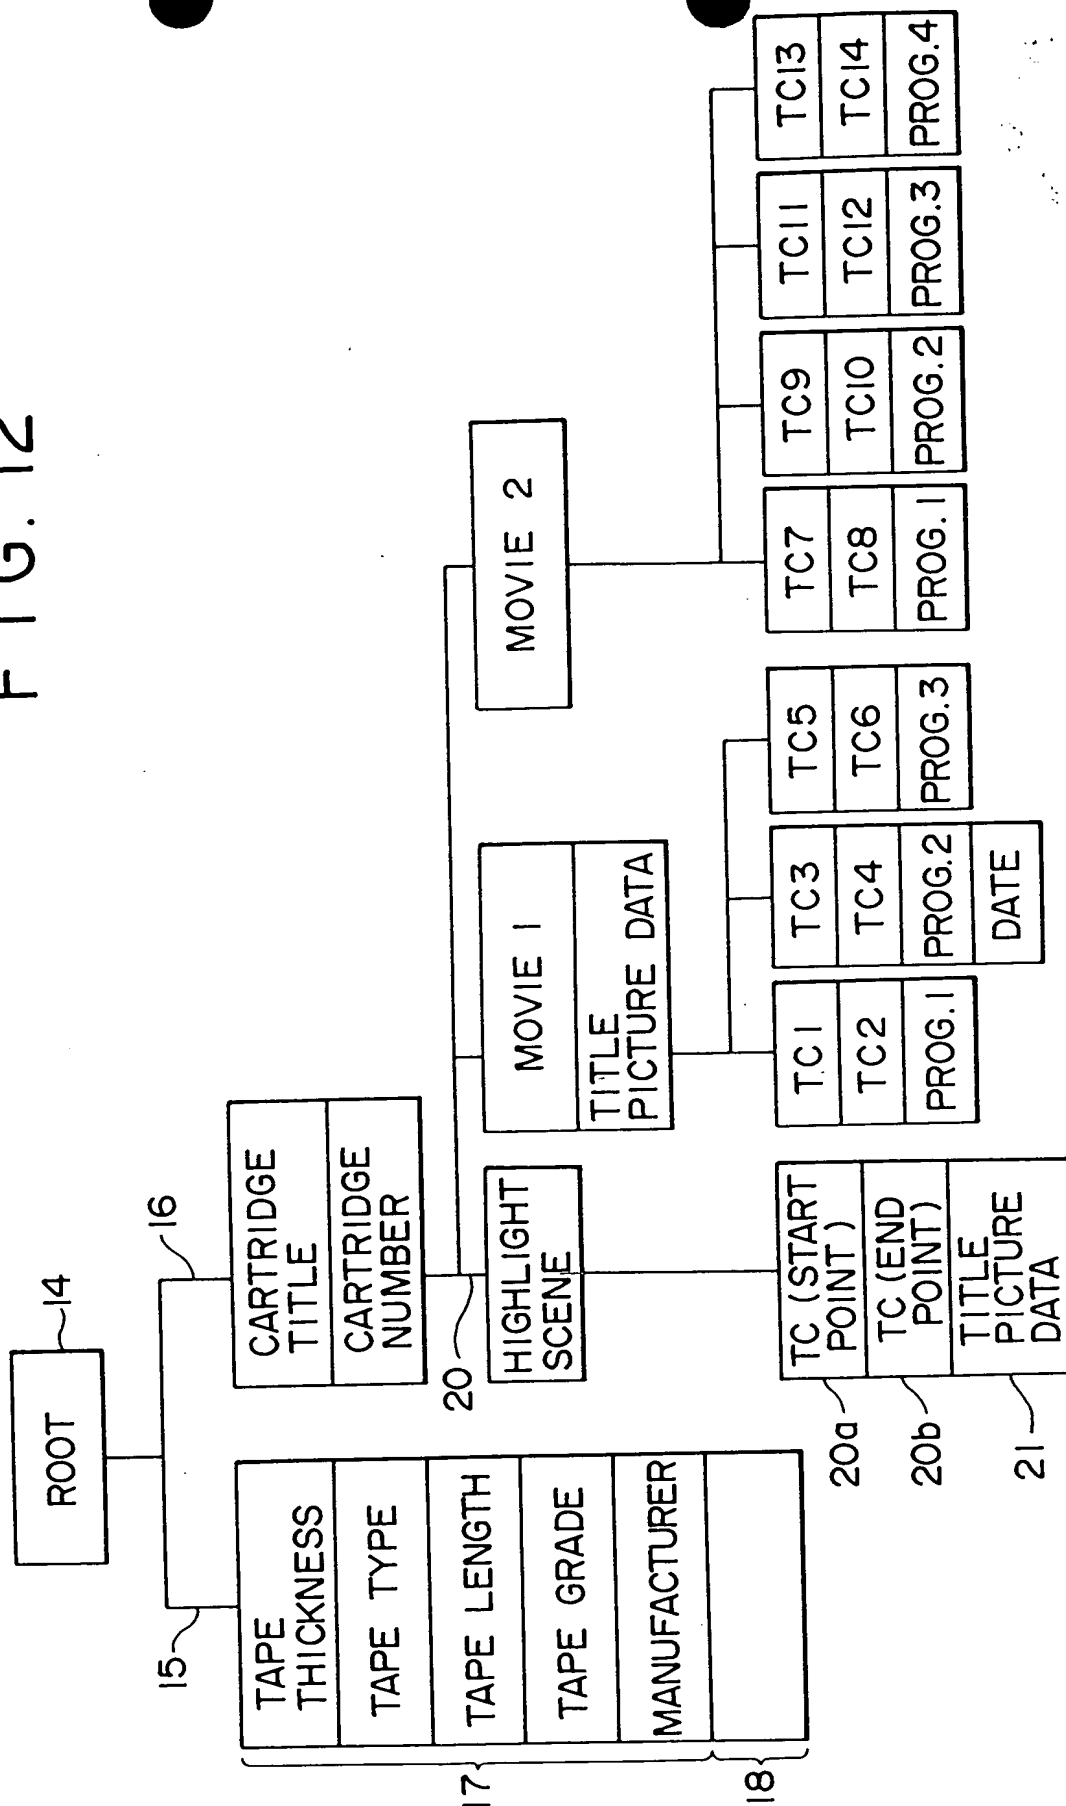 FIG. 12
ROOT
14
15
16
TAPE
THICKNESS
TAPE TYPE
TAPE LENGTH
TAPE GRADE
MANUFACTURER
17
18
CARTRIDGE
TITLE
CARTRIDGE
NUMBER
20
HIGHLIGHT
SCENE
MOVIE 1
TITLE
PICTURE DATA
MOVIE 2
TC (START
POINT)
TC (END
POINT)
TITLE
PICTURE
DATA
20a
20b
21
TC1
TC2
PROG.1
TC3
TC4
PROG.2
DATE
TC5
TC6
PROG.3
TC7
TC8
PROG.1
TC9
TC10
PROG.2
TC11
TC12
PROG.3
TC13
TC14
PROG.4